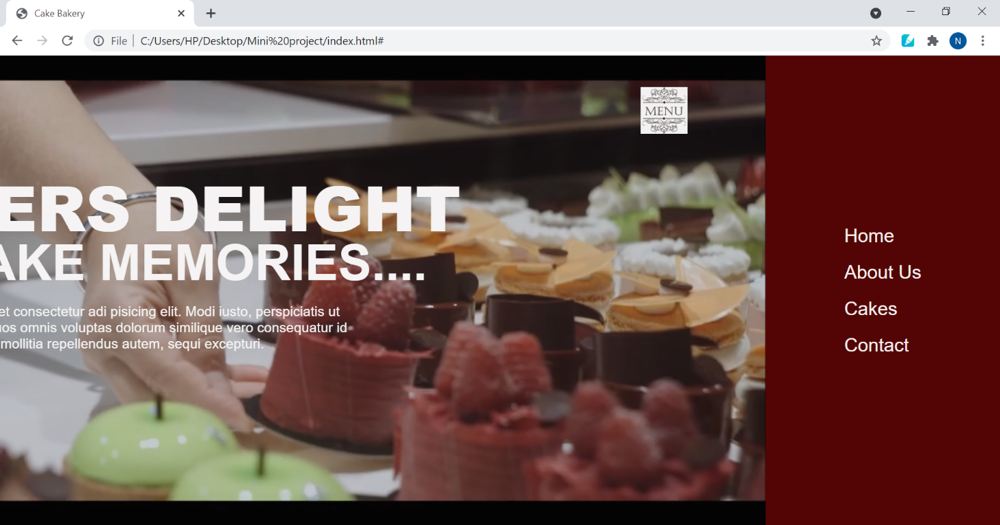 Cake Bakery
File
C:/Users/HP/Desktop/Mini%20project/index.html#
N
MENU
ERS DELIGHT
AKE MEMORIES....
et consectetur adi pisicing elit. Modi iusto, perspiciatis ut
uos omnis voluptas dolorum similique vero consequatur id
mollitia repellendus autem, sequi excepturi.
Home
About Us
Cakes
Contact